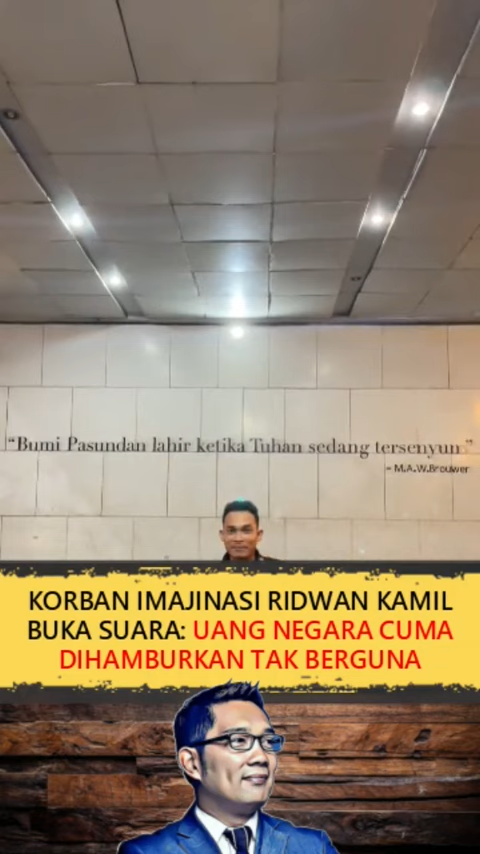 “Bumi Pasundan lahir ketika Tuhan sedang tersenyum”
- M.A.W.Brouwer
KORBAN IMAJINASI RIDWAN KAMIL
BUKA SUARA: UANG NEGARA CUMA
DIHAMBURKAN TAK BERGUNA